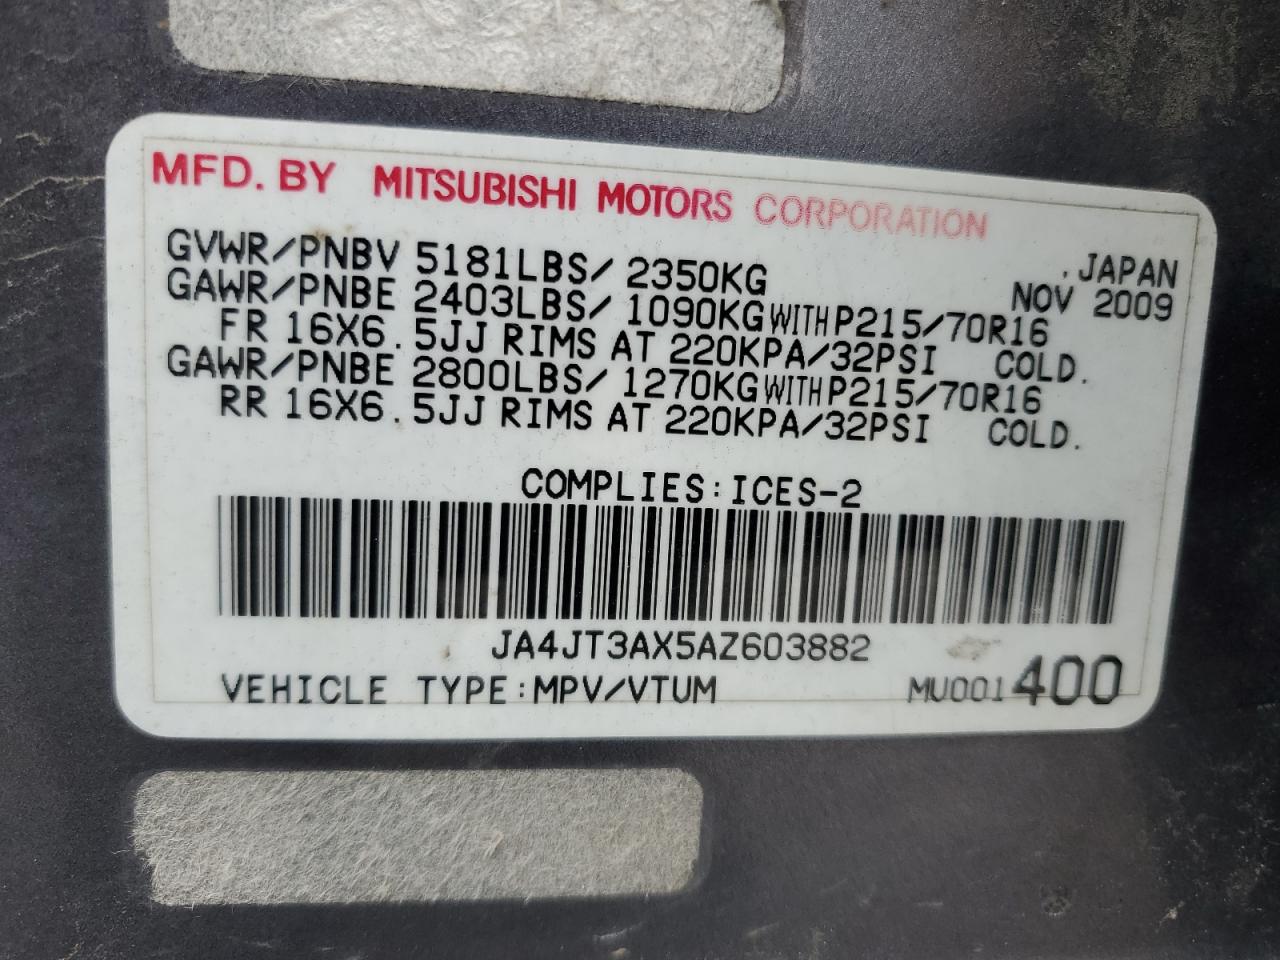 MFD. BY MITSUBISHI MOTORS CORPORATION
JAPAN
GVWR/PNBV 5181LBS/ 2350KG NOV 2009
GAWR/PNBE 2403LBS/ 1090KG WITH P215/70R16
FR 16X6.5JJ RIMS AT 220KPA/32PSI COLD.
GAWR/PNBE 2800LBS/ 1270KG WITH P215/70R16
RR 16X6.5JJ RIMS AT 220KPA/32PSI COLD.
COMPLIES:ICES-2
JA4JT3AX5AZ603882
VEHICLE TYPE:MPV/VTUM MU001400